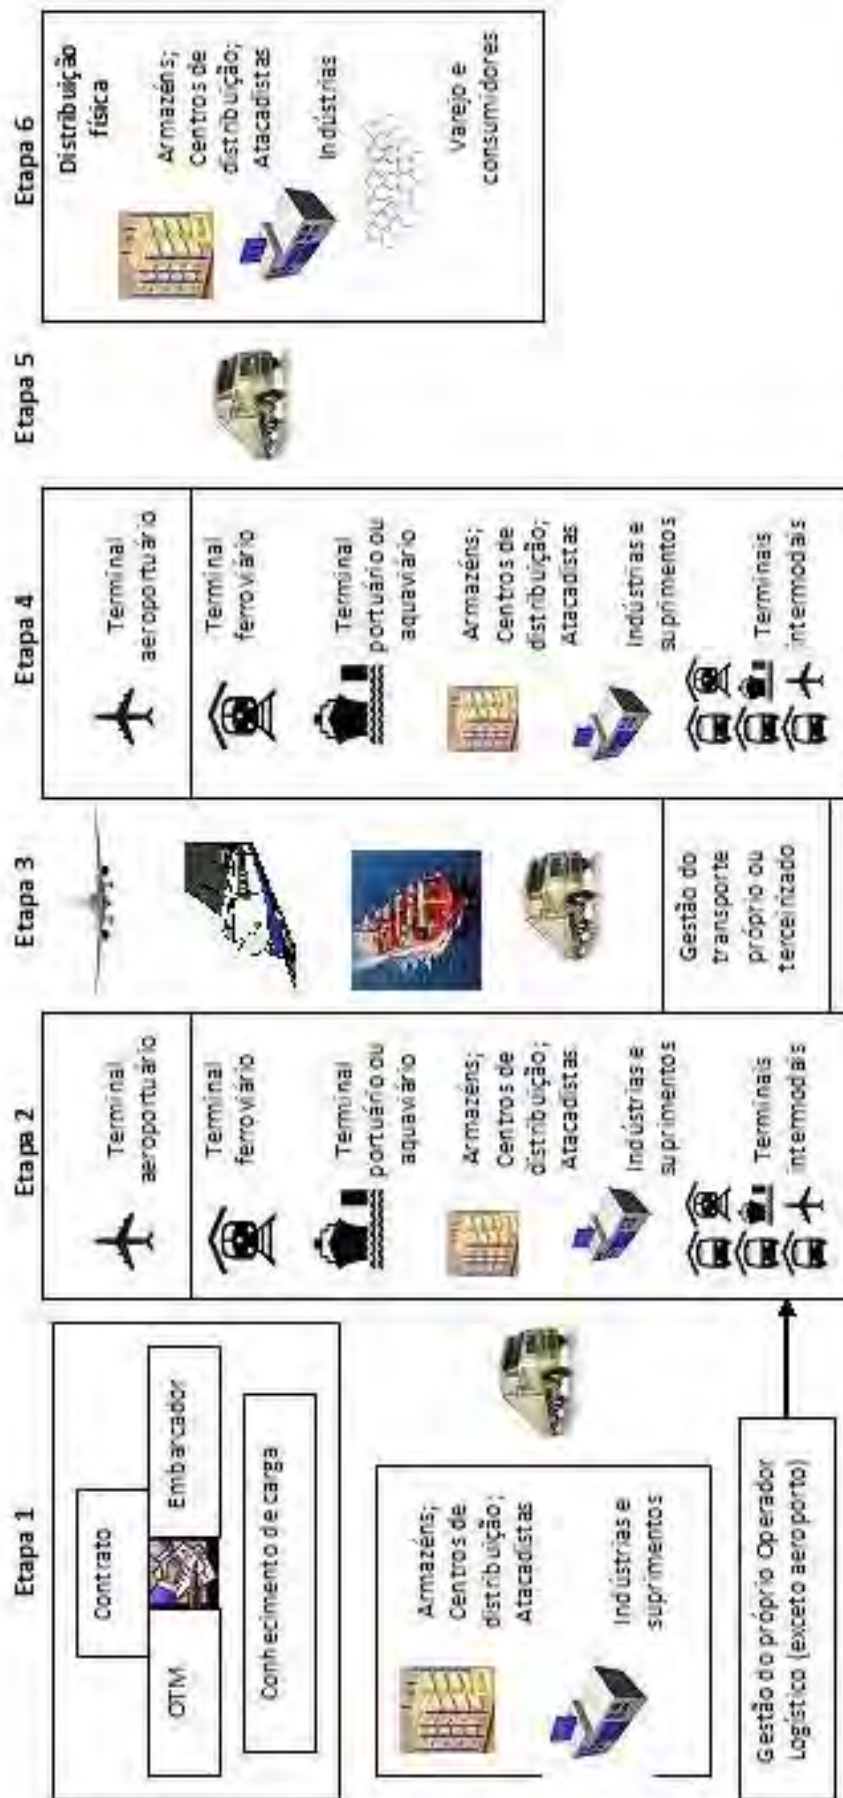 Etapa 1
Contrato
OTM
Embarcador
Conhecimento de carga
Armazéns;
Centros de
distribuição;
Atacadistas
Indústrias e
suprimentos
Gestão do próprio Operador
Logístico (exceto aeroporto)
Etapa 2
Terminal
aeroportuário
Terminal
ferroviário
Terminal
portuário ou
aquaviário
Armazéns;
Centros de
distribuição;
Atacadistas
Indústrias e
suprimentos
Terminais
intermodais
Etapa 3
Gestão do
transporte
próprio ou
terceirizado
Etapa 4
Terminal
aeroportuário
Terminal
ferroviário
Terminal
portuário ou
aquaviário
Armazéns;
Centros de
distribuição;
Atacadistas
Indústrias e
suprimentos
Terminais
intermodais
Etapa 5
Etapa 6
Distribuição
física
Armazéns;
Centros de
distribuição;
Atacadistas
Indústrias
Varejo e
consumidores